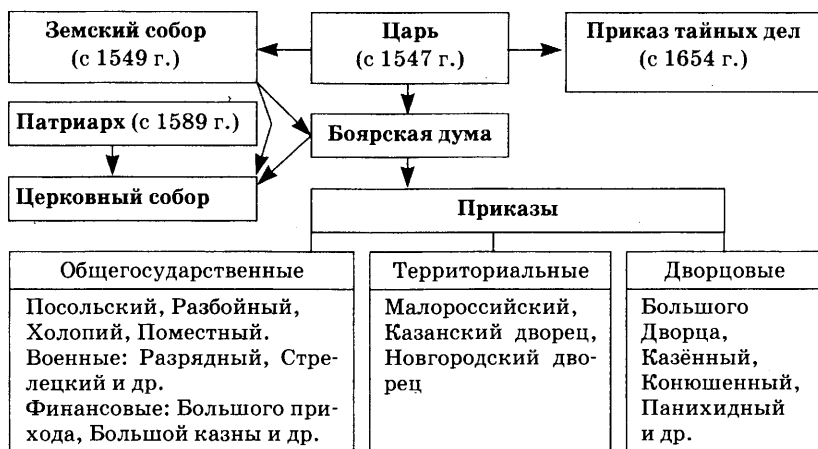 Земский собор
(с 1549 г.)
Царь
(с 1547 г.)
Приказ тайных дел
(с 1654 г.)
Патриарх (с 1589 г.)
Боярская дума
Церковный собор
Приказы
Общегосударственные
Посольский, Разбойный,
Холопий, Поместный.
Военные: Разрядный, Стре-
лецкий и др.
Финансовые: Большого при-
хода, Большой казны и др.
Территориальные
Малороссийский,
Казанский дворец,
Новгородский дво-
рец
Дворцовые
Большого
Дворца,
Казённый,
Конюшенный,
Панихидный
и др.